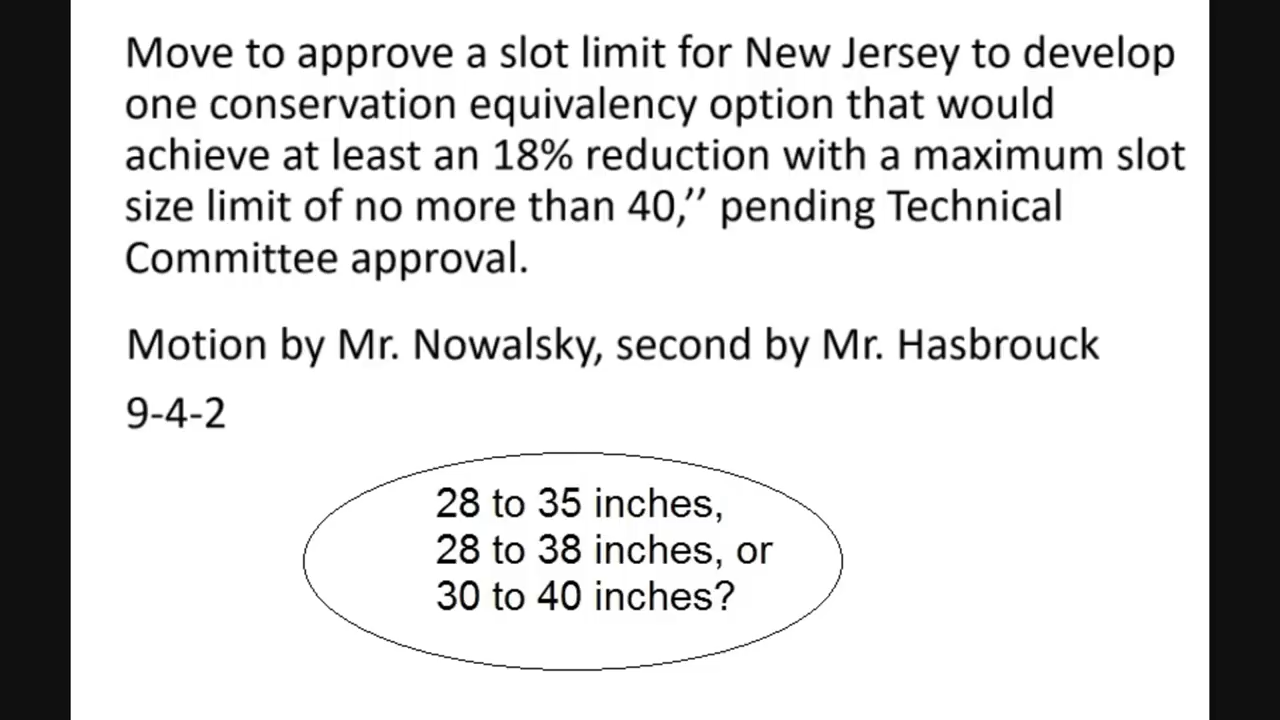 Move to approve a slot limit for New Jersey to develop
one conservation equivalency option that would
achieve at least an 18% reduction with a maximum slot
size limit of no more than 40,’’ pending Technical
Committee approval.
Motion by Mr. Nowalsky, second by Mr. Hasbrouck
9-4-2
28 to 35 inches,
28 to 38 inches, or
30 to 40 inches?